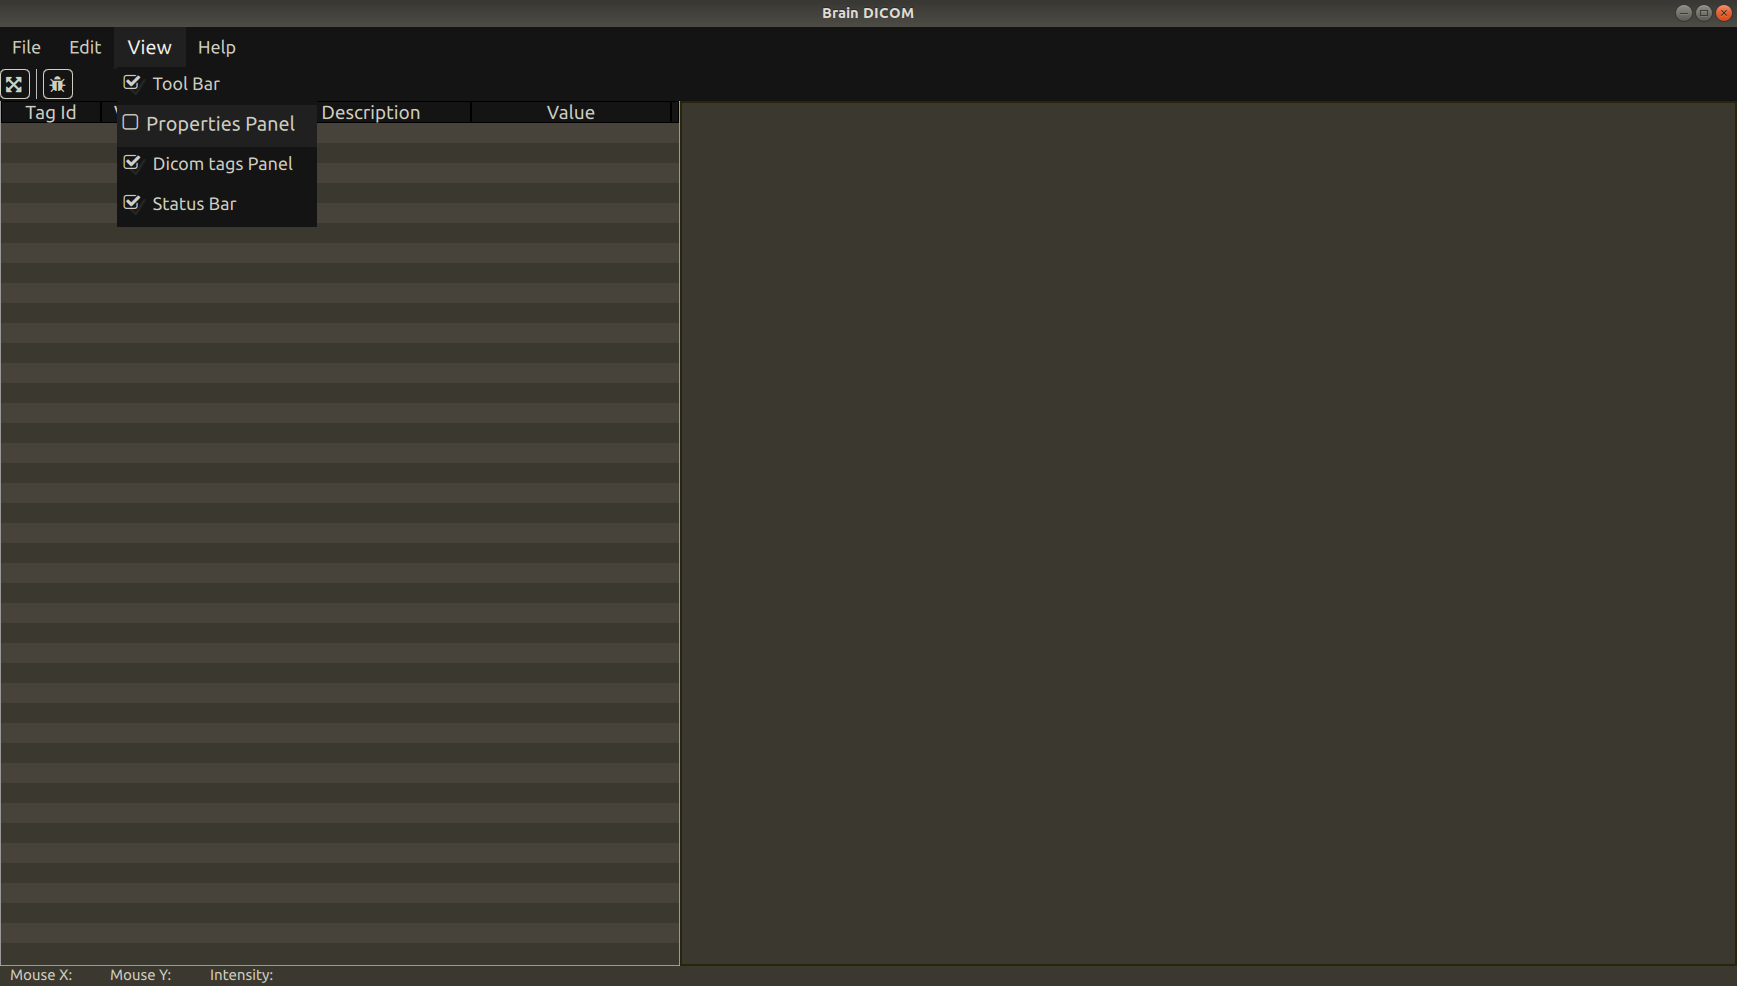 Brain DICOM
File Edit View Help
Tool Bar
Tag Id Description Value
Properties Panel
Dicom tags Panel
Status Bar
Mouse X: Mouse Y: Intensity: